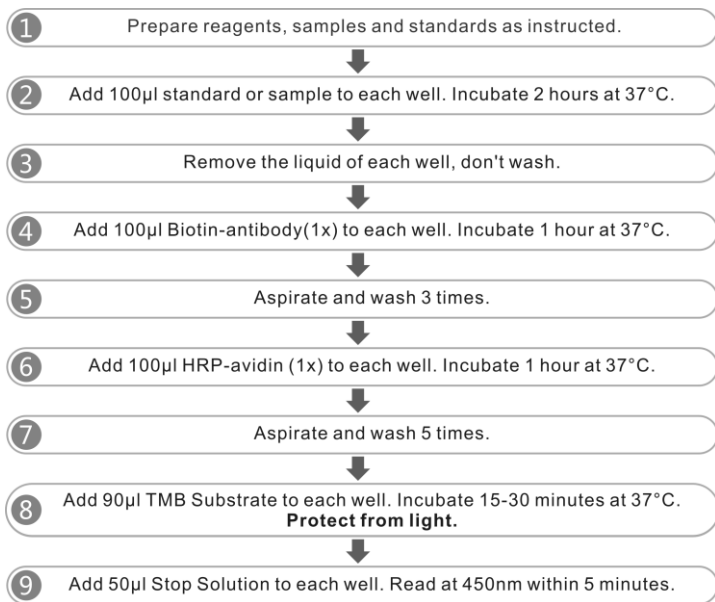 1 Prepare reagents, samples and standards as instructed.
2 Add 100µl standard or sample to each well. Incubate 2 hours at 37°C.
3 Remove the liquid of each well, don't wash.
4 Add 100µl Biotin-antibody(1x) to each well. Incubate 1 hour at 37°C.
5 Aspirate and wash 3 times.
6 Add 100µl HRP-avidin (1x) to each well. Incubate 1 hour at 37°C.
7 Aspirate and wash 5 times.
8 Add 90µl TMB Substrate to each well. Incubate 15-30 minutes at 37°C.
Protect from light.
9 Add 50µl Stop Solution to each well. Read at 450nm within 5 minutes.